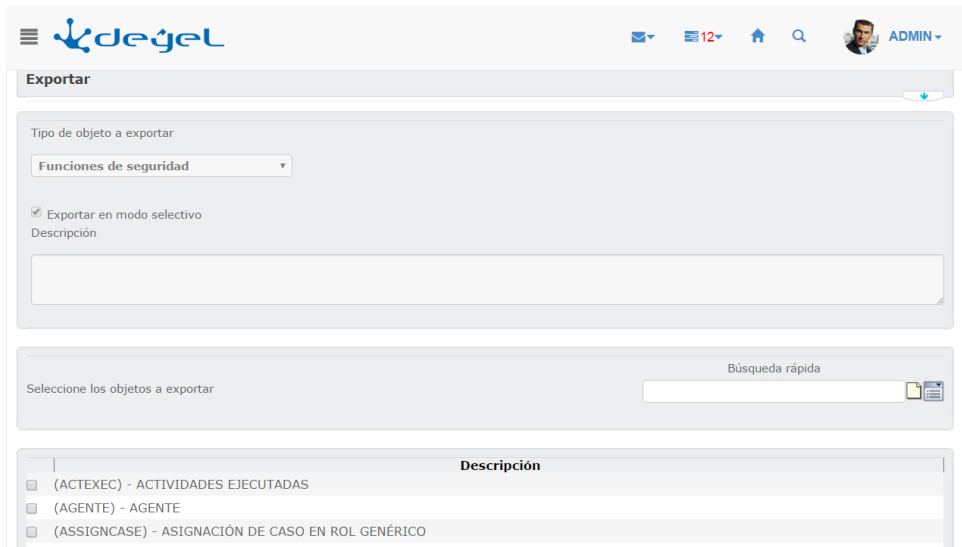 deyel
12
ADMIN
Exportar
Tipo de objeto a exportar
Funciones de seguridad
Exportar en modo selectivo
Descripción
Búsqueda rápida
Seleccione los objetos a exportar
Descripción
(ACTEXEC) - ACTIVIDADES EJECUTADAS
(AGENTE) - AGENTE
(ASSIGNCASE) - ASIGNACIÓN DE CASO EN ROL GENÉRICO